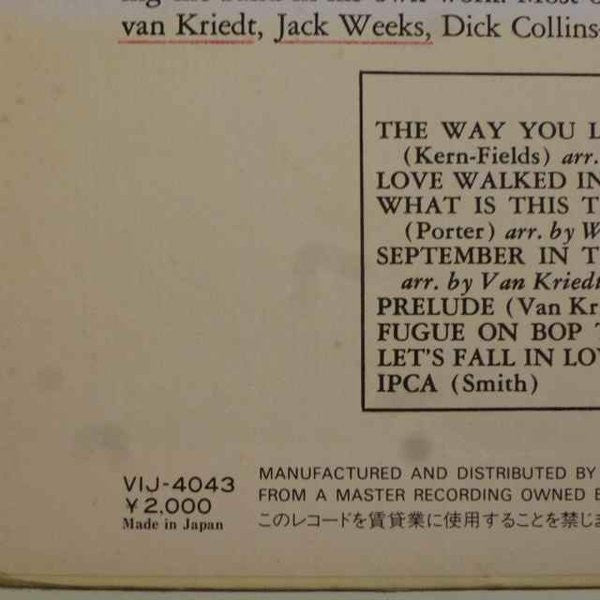 van Kriedt, Jack Weeks, Dick Collins
THE WAY YOU L
(Kern-Fields) arr.
LOVE WALKED IN
WHAT IS THIS T
(Porter) arr. by W
SEPTEMBER IN T
arr. by Van Kriedt
PRELUDE (Van Kr
FUGUE ON BOP T
LET'S FALL IN LOV
IPCA (Smith)
VIJ-4043
¥2,000
Made in Japan
MANUFACTURED AND DISTRIBUTED BY
FROM A MASTER RECORDING OWNED B
このレコードを賃貸業に使用することを禁じま